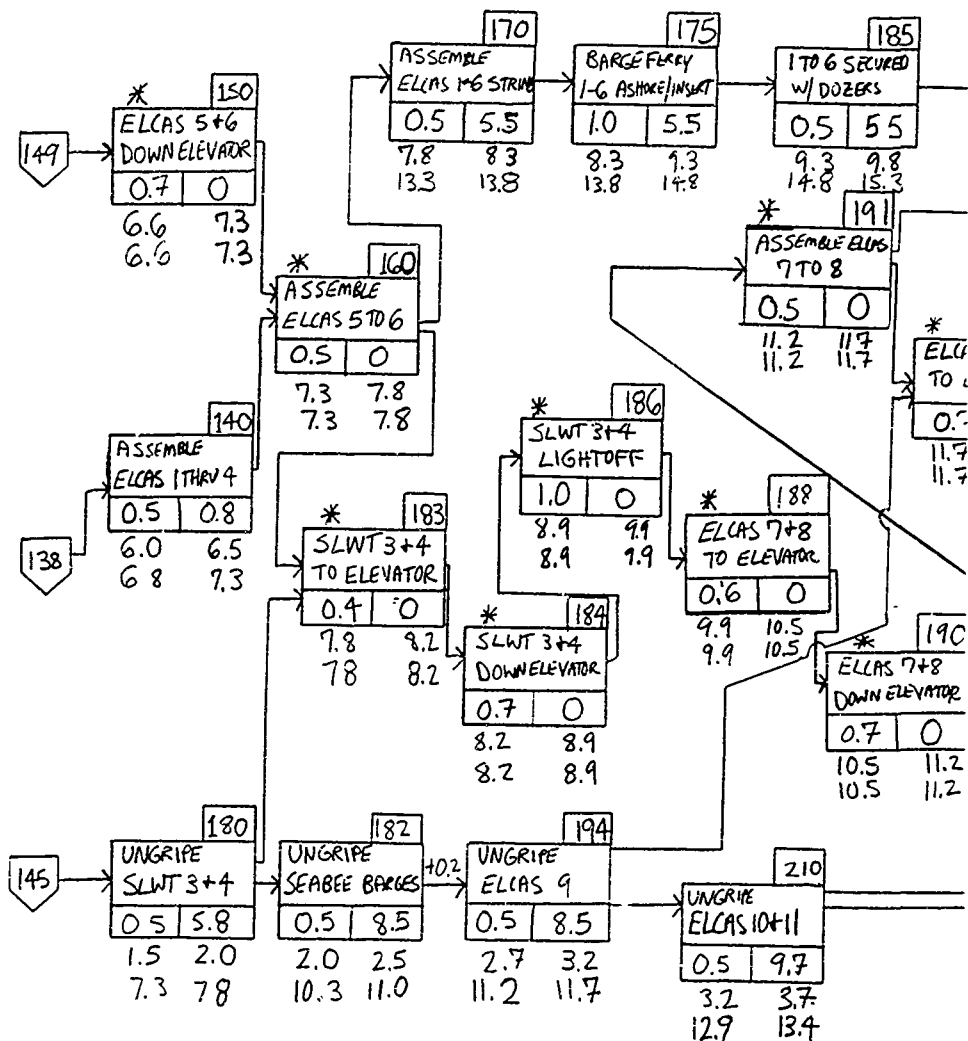 170
ASSEMBLE
ELCAS 1-6 STRING
0.5 5.5
7.8 8.3
13.3 13.8
175
BARGE FERRY
1-6 ASHORE/INSERT
1.0 5.5
8.3 9.3
13.8 14.8
185
1 TO 6 SECURED
W/ DOZERS
0.5 5 5
9.3 9.8
14.8 15.3
149
*
150
ELCAS 5+6
DOWN ELEVATOR
0.7 0
6.6 7.3
6.6 7.3
*
160
ASSEMBLE
ELCAS 5 TO 6
0.5 0
7.3 7.8
7.3 7.8
*
191
ASSEMBLE ELCAS
7 TO 8
0.5 0
11.2 11.7
11.2 11.7
*
TO
11.7
11.7
138
140
ASSEMBLE
ELCAS 1 THRU 4
0.5 0.8
6.0 6.5
6 8 7.3
*
183
SLWT 3+4
TO ELEVATOR
0.4 0
7.8 8.2
7 8 8.2
*
186
SLWT 3+4
LIGHTOFF
1.0 0
8.9 9.9
8.9 9.9
*
184
SLWT 3+4
DOWN ELEVATOR
0.7 0
8.2 8.9
8.2 8.9
*
188
ELCAS 7+8
TO ELEVATOR
0.6 0
9.9 10.5
9.9 10.5
*
190
ELCAS 7+8
DOWN ELEVATOR
0.7 0
10.5 11.2
10.5 11.2
145
180
UNGRIPE
SLWT 3+4
0 5 5.8
1.5 2.0
7.3 7 8
182
UNGRIPE
SEABEE BARGES
0.5 8.5
2.0 2.5
10.3 11.0
+0.2
194
UNGRIPE
ELCAS 9
0.5 8.5
2.7 3.2
11.2 11.7
210
UNGRIPE
ELCAS 10+11
0.5 9.7
3.2 3.7
12.9 13.4